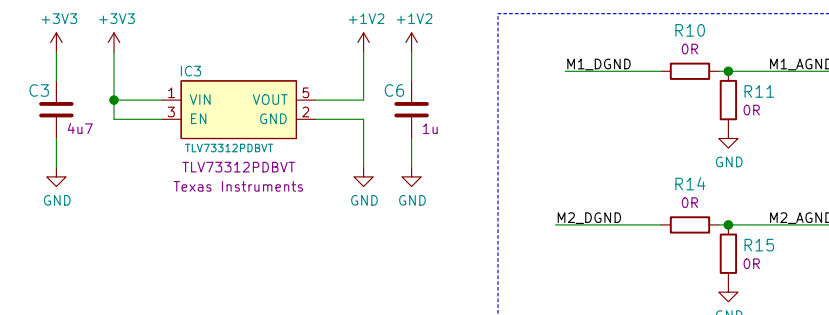 +3V3 +3V3 +1V2 +1V2
IC3
C3 1 VIN VOUT 5 C6
3 EN GND 2
4u7 1u
TLV73312PDBVT
TLV73312PDBVT
Texas Instruments
GND GND GND
R10
0R
M1_DGND M1_AGND
R11
0R
GND
R14
0R
M2_DGND M2_AGND
R15
0R
GND